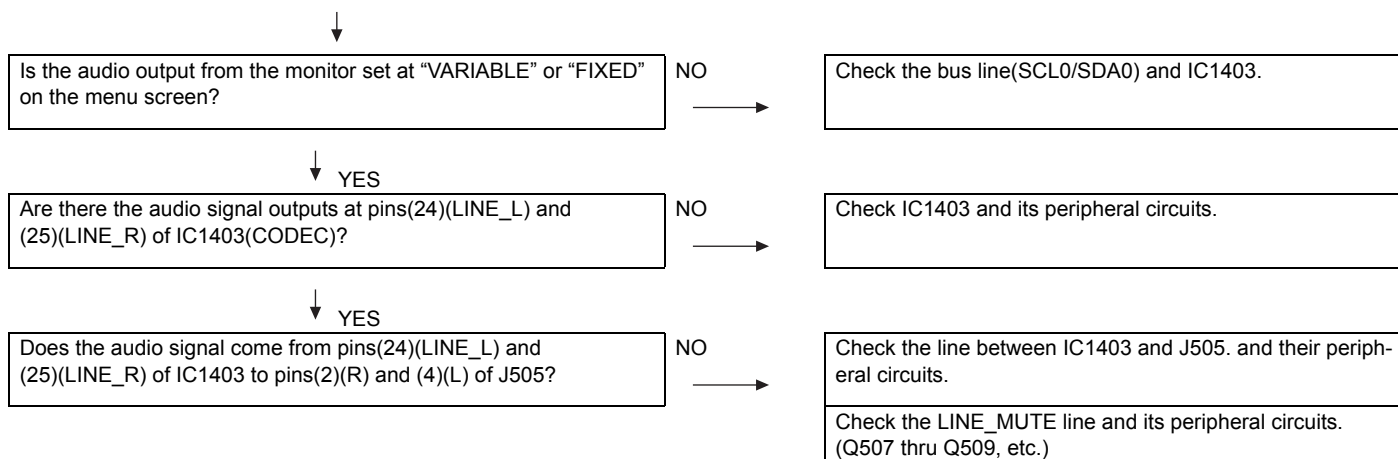 Is the audio output from the monitor set at “VARIABLE” or “FIXED”
on the menu screen?
NO
Check the bus line(SCL0/SDA0) and IC1403.
YES
Are there the audio signal outputs at pins(24)(LINE_L) and
(25)(LINE_R) of IC1403(CODEC)?
NO
Check IC1403 and its peripheral circuits.
YES
Does the audio signal come from pins(24)(LINE_L) and
(25)(LINE_R) of IC1403 to pins(2)(R) and (4)(L) of J505?
NO
Check the line between IC1403 and J505. and their periph-
eral circuits.
Check the LINE_MUTE line and its peripheral circuits.
(Q507 thru Q509, etc.)